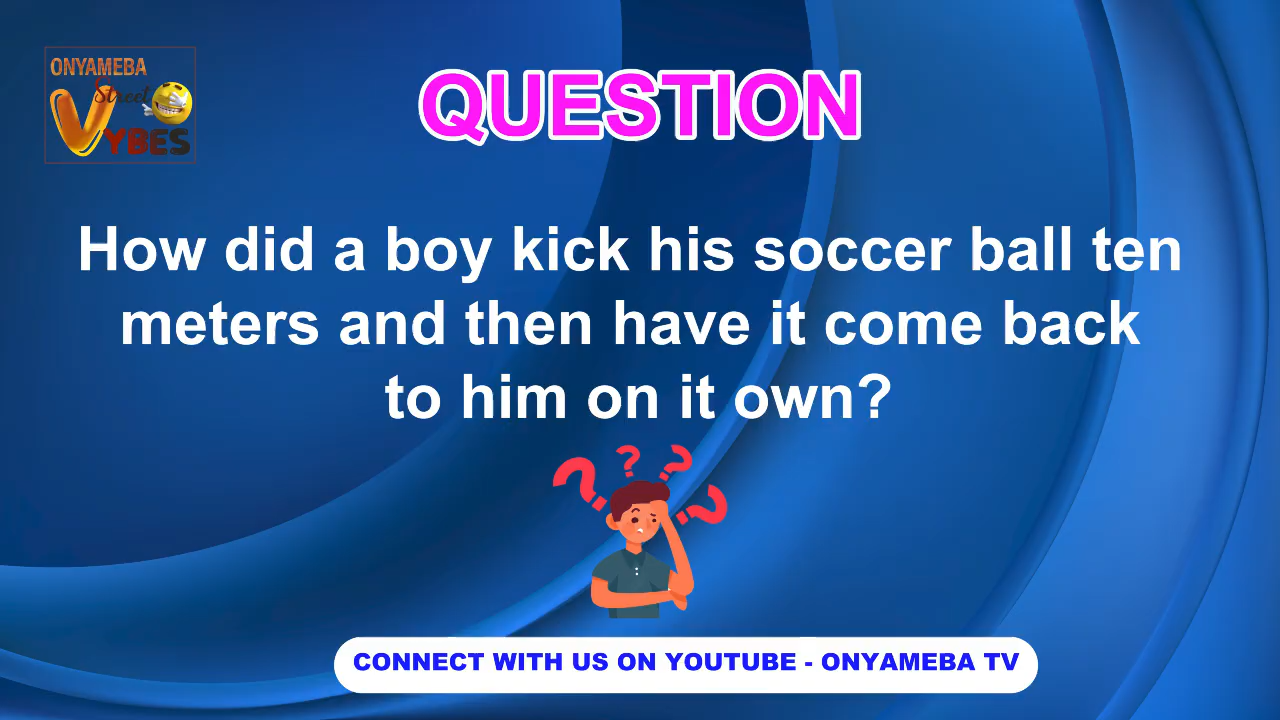 ONYAMEBA
Street
VYBES
QUESTION
How did a boy kick his soccer ball ten
meters and then have it come back
to him on it own?
? ? ? ?
CONNECT WITH US ON YOUTUBE - ONYAMEBA TV